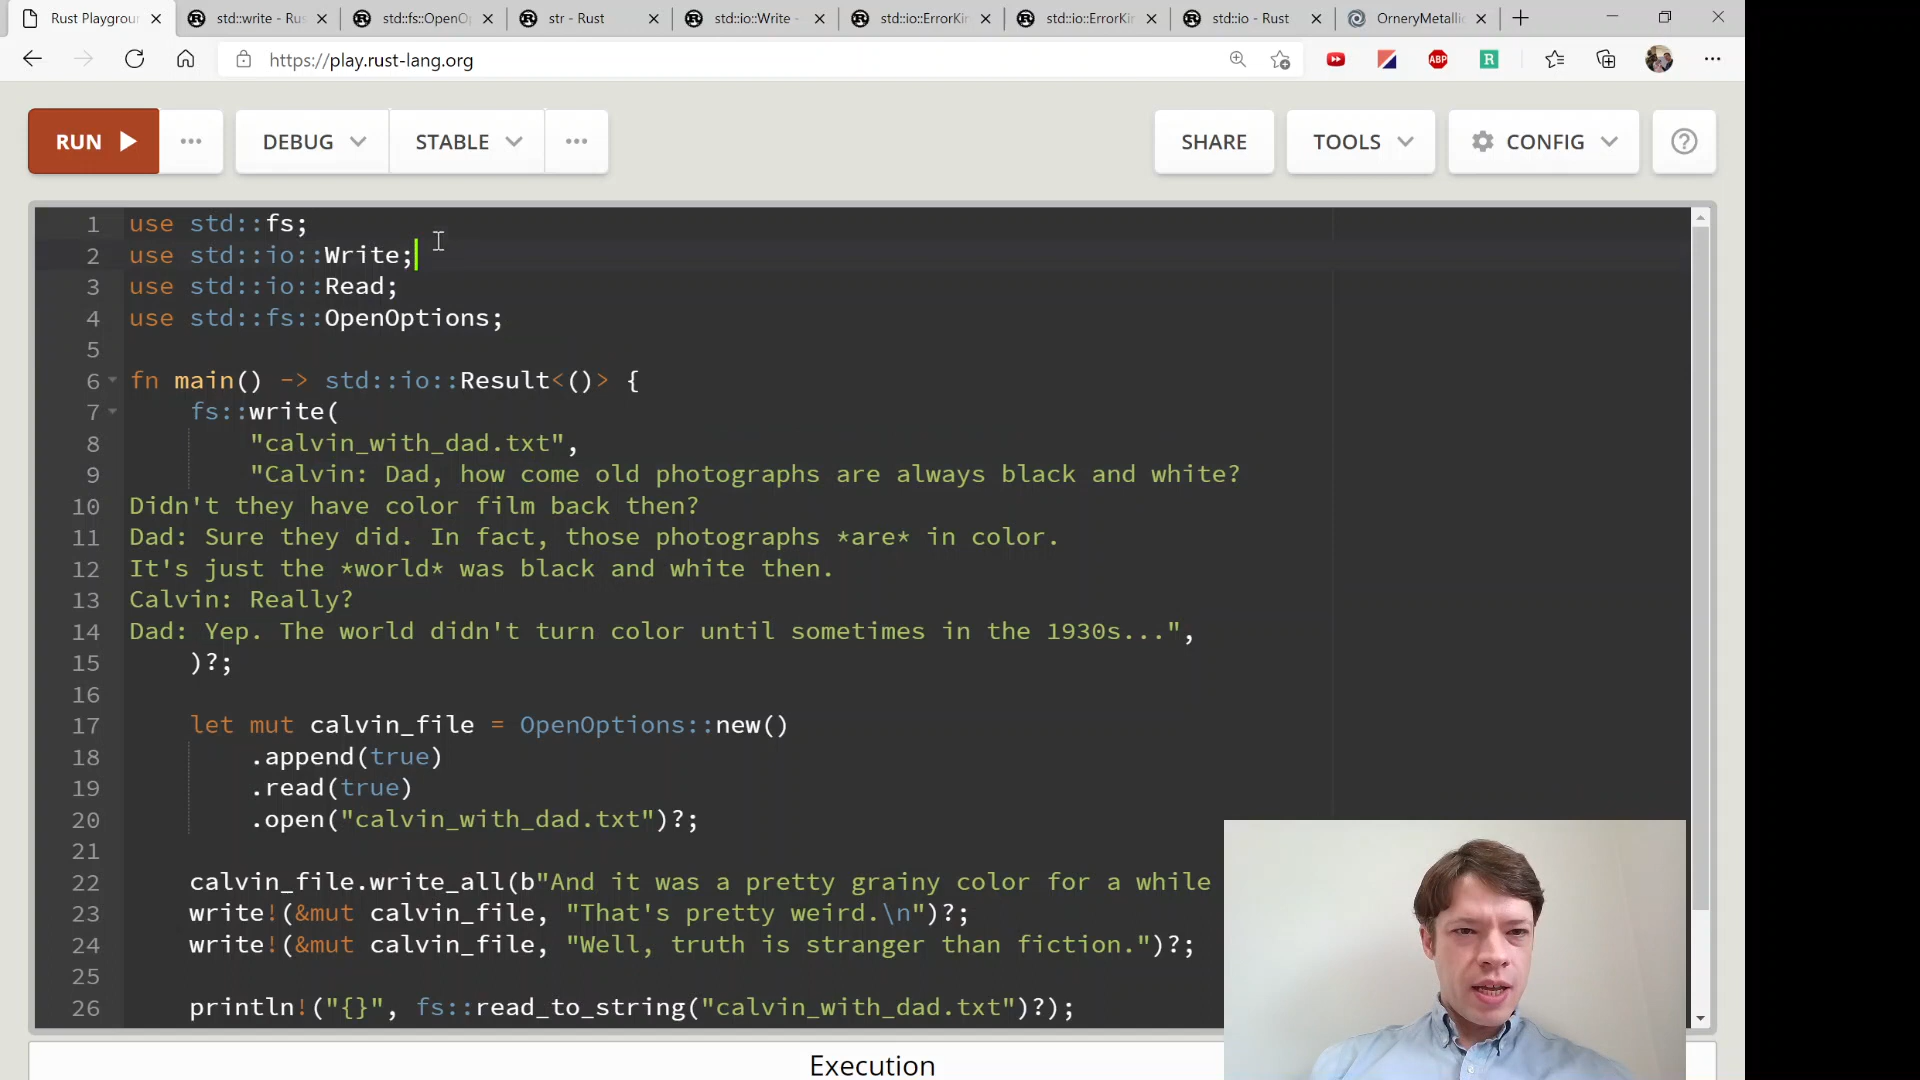 Rust Playground
std::write - Rus
std::fs::OpenOp
str - Rust
std::io::Write -
std::io::ErrorKin
std::io::ErrorKin
std::io - Rust
OrneryMetallic
https://play.rust-lang.org
ABP
R
RUN
DEBUG
STABLE
SHARE
TOOLS
CONFIG
1 use std::fs;
2 use std::io::Write;
3 use std::io::Read;
4 use std::fs::OpenOptions;
5
6 fn main() -> std::io::Result<()> {
7     fs::write(
8         "calvin_with_dad.txt",
9         "Calvin: Dad, how come old photographs are always black and white?
10 Didn't they have color film back then?
11 Dad: Sure they did. In fact, those photographs *are* in color.
12 It's just the *world* was black and white then.
13 Calvin: Really?
14 Dad: Yep. The world didn't turn color until sometimes in the 1930s...",
15     )?;
16
17     let mut calvin_file = OpenOptions::new()
18         .append(true)
19         .read(true)
20         .open("calvin_with_dad.txt")?;
21
22     calvin_file.write_all(b"And it was a pretty grainy color for a while
23     write!(&mut calvin_file, "That's pretty weird.\n")?;
24     write!(&mut calvin_file, "Well, truth is stranger than fiction.")?;
25
26     println!("{}", fs::read_to_string("calvin_with_dad.txt")?);
Execution